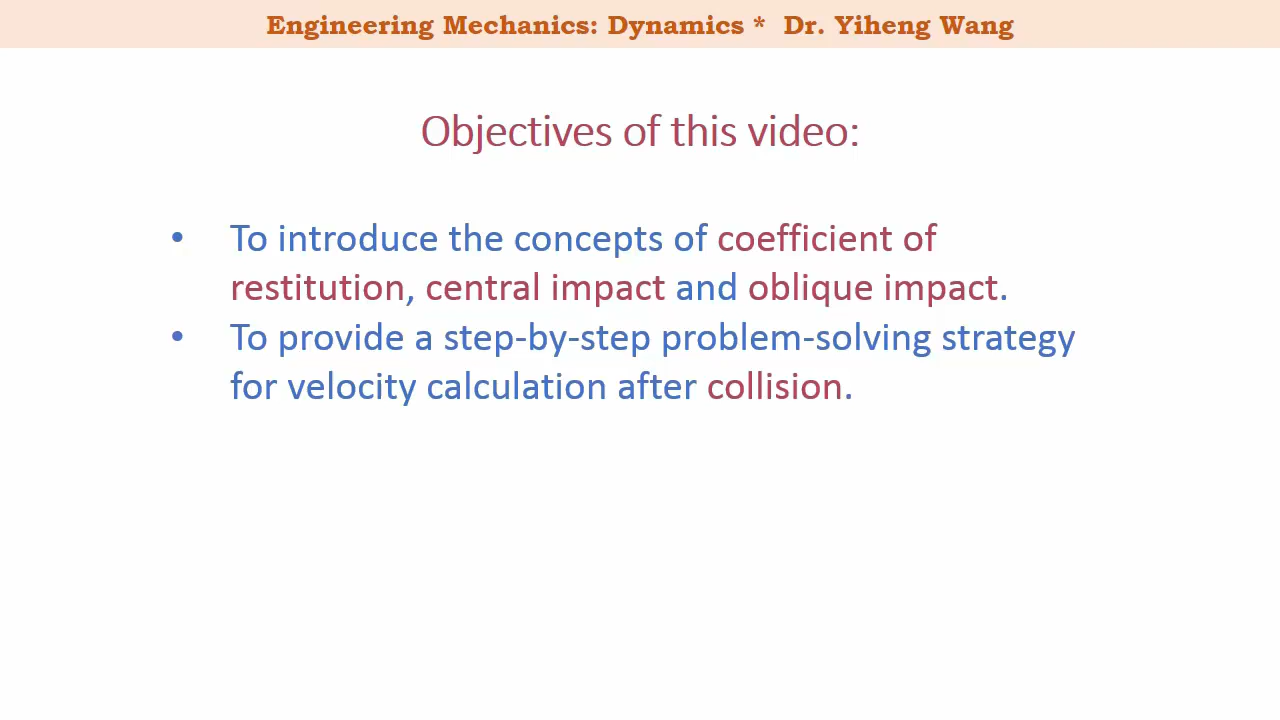 Engineering Mechanics: Dynamics * Dr. Yiheng Wang
Objectives of this video:
• To introduce the concepts of coefficient of
restitution, central impact and oblique impact.
• To provide a step-by-step problem-solving strategy
for velocity calculation after collision.